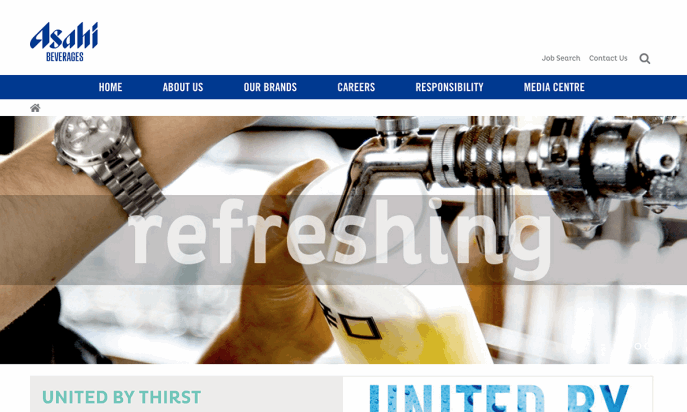 Asahi
BEVERAGES
Job Search Contact Us
HOME ABOUT US OUR BRANDS CAREERS RESPONSIBILITY MEDIA CENTRE
refreshing
UNITED BY THIRST
UNITED BY